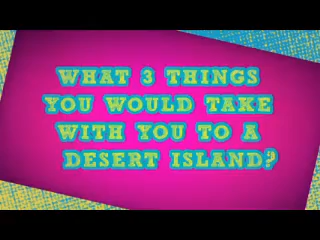 WHAT 3 THINGS
YOU WOULD TAKE
WITH YOU TO A
DESERT ISLAND?